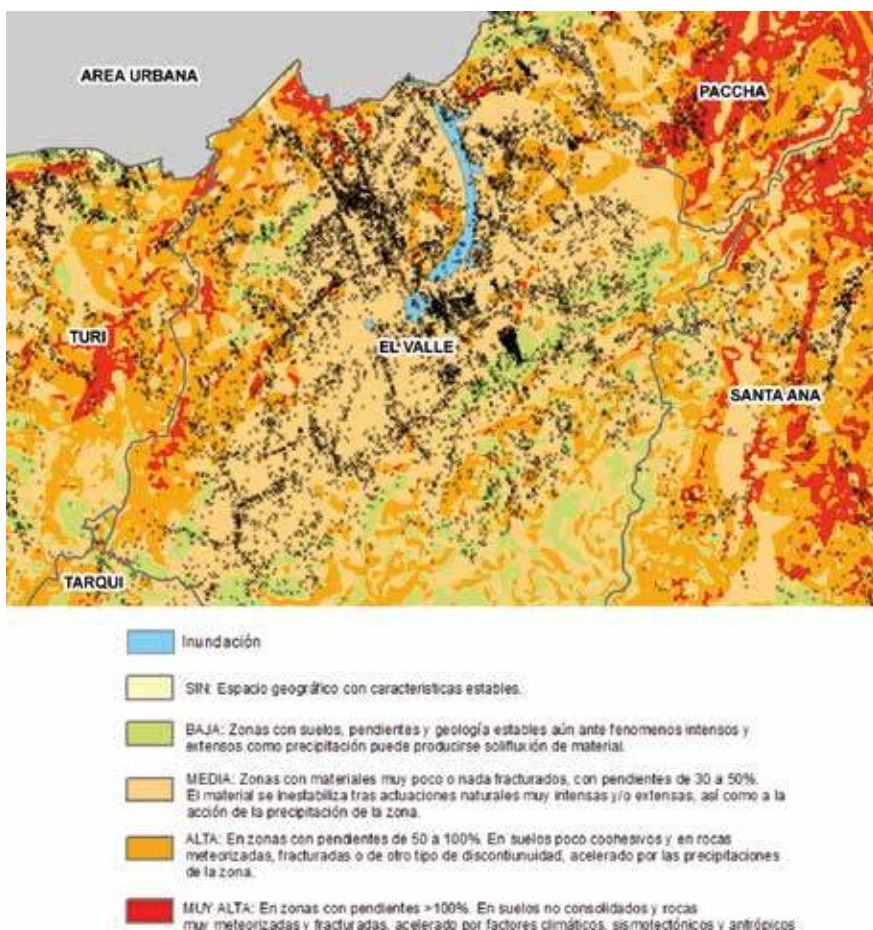 AREA URBANA
PACCHA
TURI
EL VALLE
SANTA ANA
TARQUI
Inundación
SIN: Espacio geográfico con características estables.
BAJA: Zonas con suelos, pendientes y geología estables aún ante fenomenos intensos y
extensos como precipitación puede producirse solifluxión de material.
MEDIA: Zonas con materiales muy poco o nada fracturados, con pendientes de 30 a 50%.
El material se inestabiliza tras actuaciones naturales muy intensas y/o extensas, así como a la
acción de la precipitación de la zona.
ALTA: En zonas con pendientes de 50 a 100%. En suelos poco coohesivos y en rocas
meteorizadas, fracturadas o de otro tipo de discontiunuidad, acelerado por las precipitaciones
de la zona.
MUY ALTA: En zonas con pendientes >100%. En suelos no consolidados y rocas
muy meteorizadas y fracturadas, acelerado por factores climáticos, sismotectónicos y antrópicos